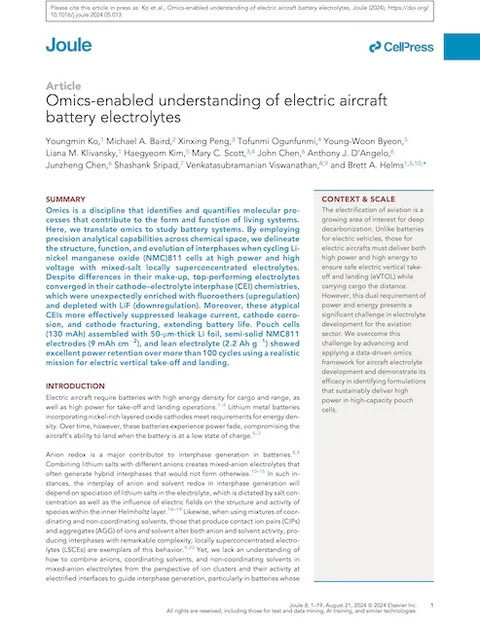 Please cite this article in press as: Ko et al., Omics-enabled understanding of electric aircraft battery electrolytes, Joule (2024), https://doi.org/
10.1016/j.joule.2024.05.013
Joule
CellPress
Article
Omics-enabled understanding of electric aircraft
battery electrolytes
Youngmin Ko,1 Michael A. Baird,2 Xinxing Peng,3 Tofunmi Ogunfunmi,4 Young-Woon Byeon,5
Liana M. Klivansky,1 Haegyeom Kim,5 Mary C. Scott,3,4 John Chen,6 Anthony J. D'Angelo,6
Junzheng Chen,6 Shashank Sripad,7 Venkatasubramanian Viswanathan,8,9 and Brett A. Helms1,5,10,*
SUMMARY
Omics is a discipline that identifies and quantifies molecular pro-
cesses that contribute to the form and function of living systems.
Here, we translate omics to study battery systems. By employing
precision analytical capabilities across chemical space, we delineate
the structure, function, and evolution of interphases when cycling Li-
nickel manganese oxide (NMC)811 cells at high power and high
voltage with mixed-salt locally superconcentrated electrolytes.
Despite differences in their make-up, top-performing electrolytes
converged in their cathode–electrolyte interphase (CEI) chemistries,
which were unexpectedly enriched with fluoroethers (upregulation)
and depleted with LiF (downregulation). Moreover, these atypical
CEIs more effectively suppressed leakage current, cathode corro-
sion, and cathode fracturing, extending battery life. Pouch cells
(130 mAh) assembled with 50-μm-thick Li foil, semi-solid NMC811
electrodes (9 mAh cm−2), and lean electrolyte (2.2 Ah g−1) showed
excellent power retention over more than 100 cycles using a realistic
mission for electric vertical take-off and landing.
INTRODUCTION
Electric aircraft require batteries with high energy density for cargo and range, as
well as high power for take-off and landing operations.1–4 Lithium metal batteries
incorporating nickel-rich layered oxide cathodes meet requirements for energy den-
sity. Over time, however, these batteries experience power fade, compromising the
aircraft's ability to land when the battery is at a low state of charge.5–7
Anion redox is a major contributor to interphase generation in batteries.8,9
Combining lithium salts with different anions creates mixed-anion electrolytes that
often generate hybrid interphases that would not form otherwise.10–15 In such in-
stances, the interplay of anion and solvent redox in interphase generation will
depend on speciation of lithium salts in the electrolyte, which is dictated by salt con-
centration as well as the influence of electric fields on the structure and activity of
species within the inner Helmholtz layer.16–19 Likewise, when using mixtures of coor-
dinating and non-coordinating solvents, those that produce contact ion pairs (CIPs)
and aggregates (AGG) of ions and solvent alter both anion and solvent activity, pro-
ducing interphases with remarkable complexity; locally superconcentrated electro-
lytes (LSCEs) are exemplars of this behavior.9,20 Yet, we lack an understanding of
how to combine anions, coordinating solvents, and non-coordinating solvents in
mixed-anion electrolytes from the perspective of ion clusters and their activity at
electrified interfaces to guide interphase generation, particularly in batteries whose
CONTEXT & SCALE
The electrification of aviation is a
growing area of interest for deep
decarbonization. Unlike batteries
for electric vehicles, those for
electric aircrafts must deliver both
high power and high energy to
ensure safe electric vertical take-
off and landing (eVTOL) while
carrying cargo the distance.
However, this dual requirement of
power and energy presents a
significant challenge in electrolyte
development for the aviation
sector. We overcome this
challenge by advancing and
applying a data-driven omics
framework for aircraft electrolyte
development and demonstrate its
efficacy in identifying formulations
that sustainably deliver high
power in high-capacity pouch
cells.
Joule 8, 1–19, August 21, 2024 © 2024 Elsevier Inc. 1
All rights are reserved, including those for text and data mining, AI training, and similar technologies.